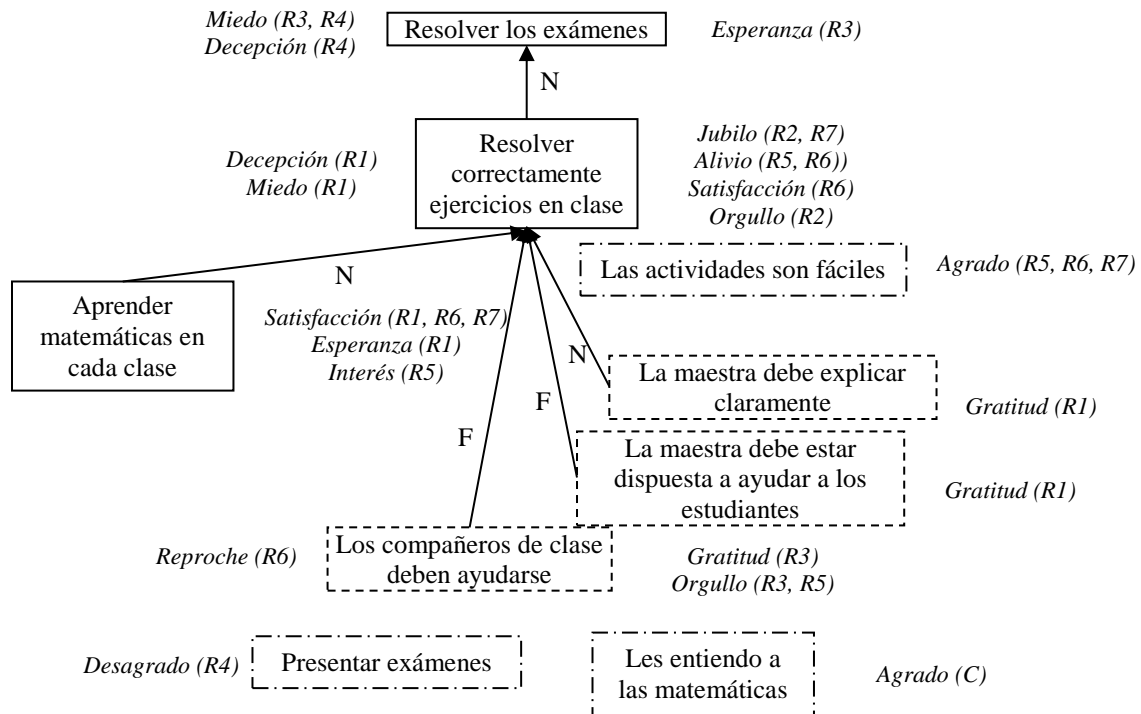 Miedo (R3, R4)
Decepción (R4)
Resolver los exámenes
Esperanza (R3)
N
Resolver
correctamente
ejercicios en clase
Decepción (R1)
Miedo (R1)
Jubilo (R2, R7)
Alivio (R5, R6))
Satisfacción (R6)
Orgullo (R2)
Las actividades son fáciles
Agrado (R5, R6, R7)
N
Aprender
matemáticas en
cada clase
Satisfacción (R1, R6, R7)
Esperanza (R1)
Interés (R5)
N
La maestra debe explicar
claramente
Gratitud (R1)
F
F
La maestra debe estar
dispuesta a ayudar a los
estudiantes
Gratitud (R1)
Reproche (R6)
Los compañeros de clase
deben ayudarse
Gratitud (R3)
Orgullo (R3, R5)
Desagrado (R4)
Presentar exámenes
Les entiendo a
las matemáticas
Agrado (C)